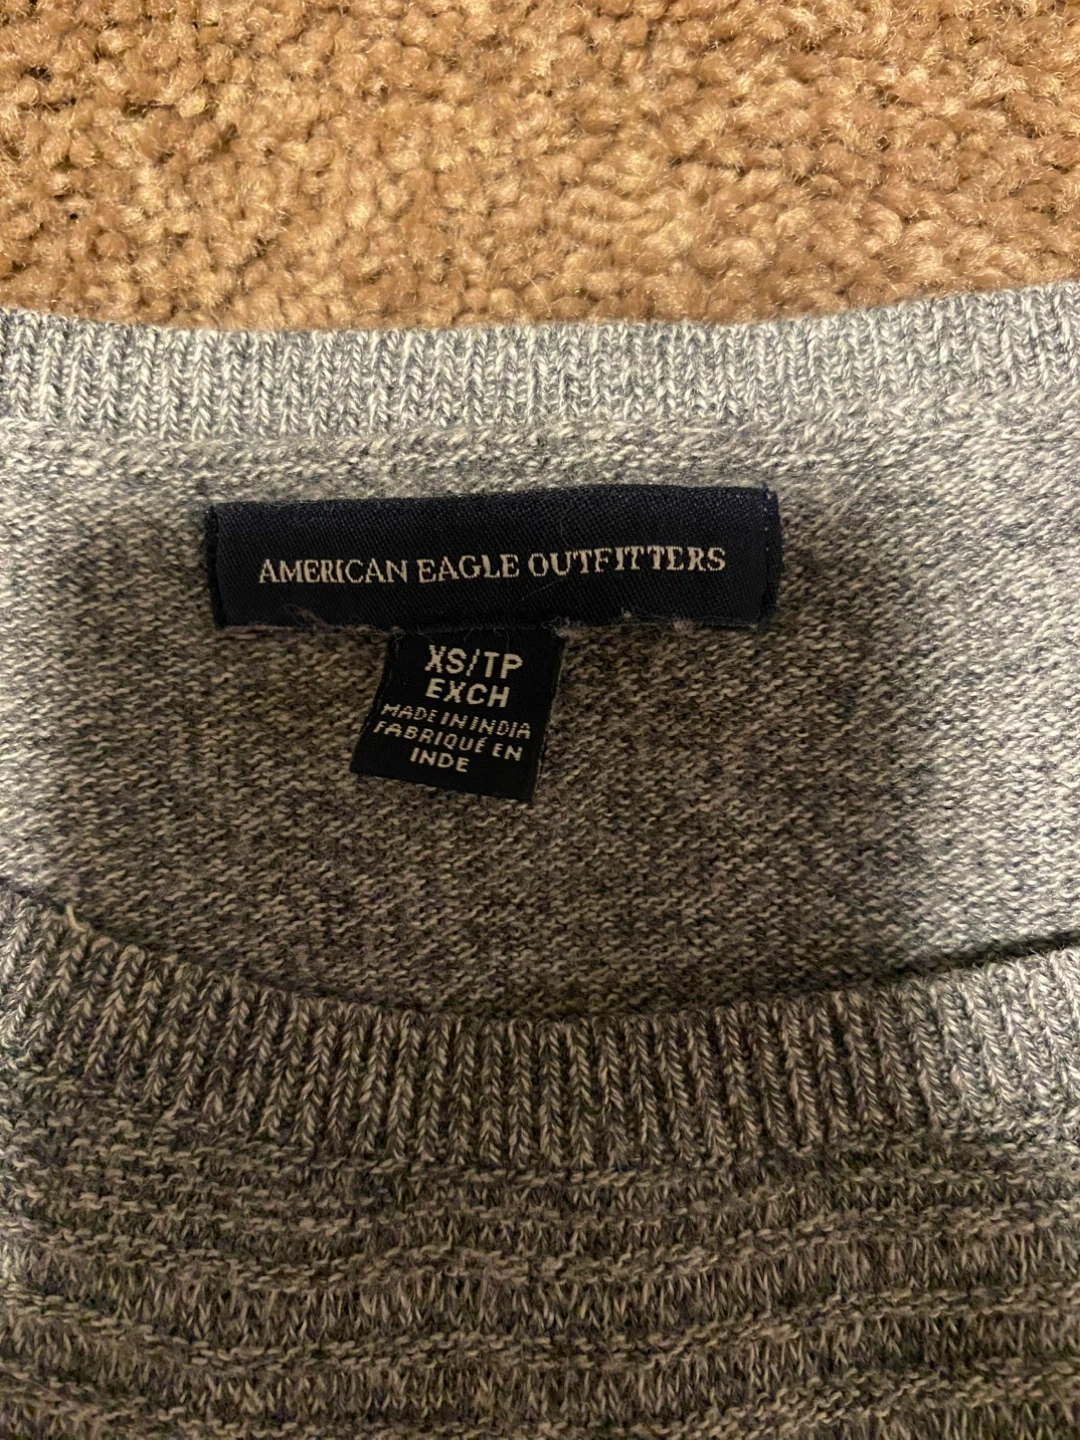 AMERICAN EAGLE OUTFITTERS
XS/TP
EXCH
MADE IN INDIA
FABRIQUÉ EN
INDE